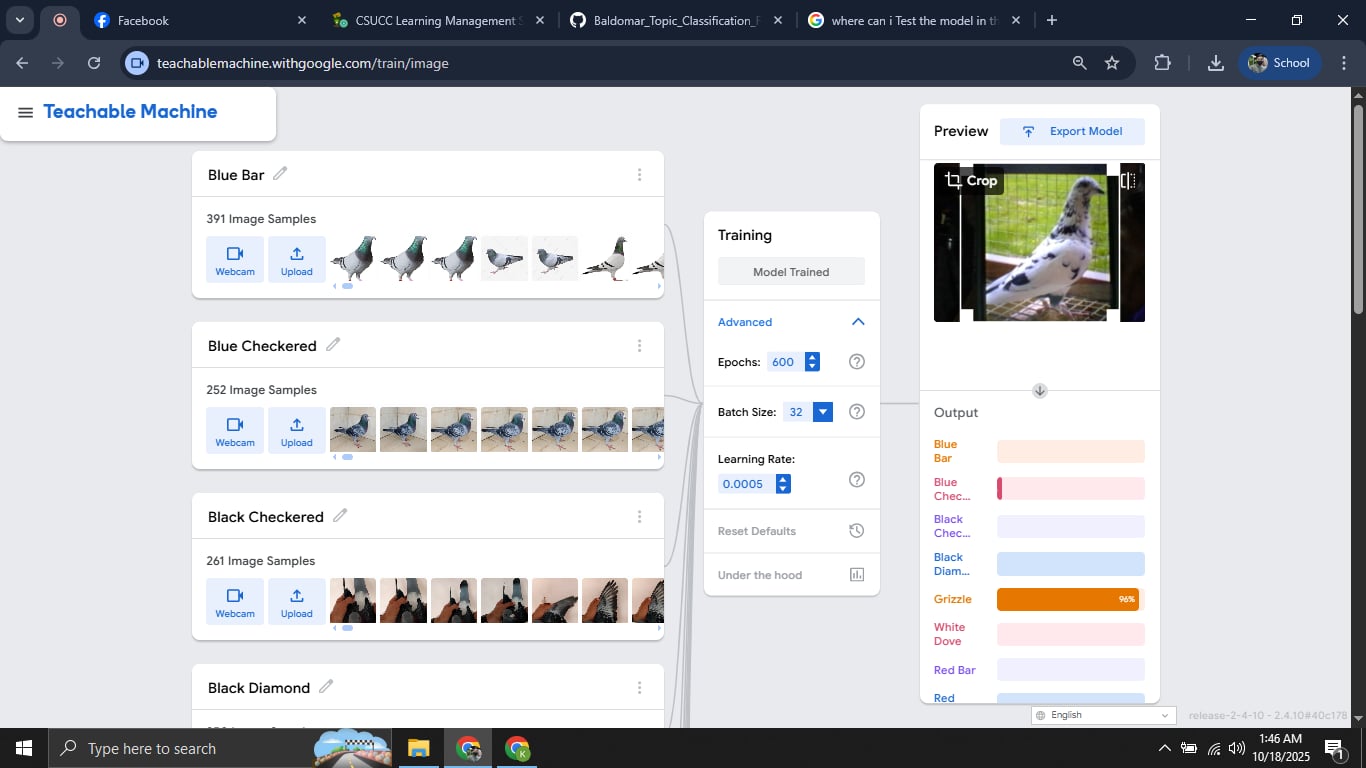 Facebook
CSUCC Learning Management S
Baldomar_Topic_Classification_F
where can i Test the model in th
teachablemachine.withgoogle.com/train/image
School
Teachable Machine
Blue Bar
391 Image Samples
Webcam
Upload
Blue Checkered
252 Image Samples
Webcam
Upload
Black Checkered
261 Image Samples
Webcam
Upload
Black Diamond
Training
Model Trained
Advanced
Epochs: 600
Batch Size: 32
Learning Rate:
0.0005
Reset Defaults
Under the hood
Preview
Export Model
Crop
Output
Blue
Bar
Blue
Chec...
Black
Chec...
Black
Diam...
Grizzle
96%
White
Dove
Red Bar
Red
English
release-2-4-10 - 2.4.10#40c178
Type here to search
1:46 AM
10/18/2025
1